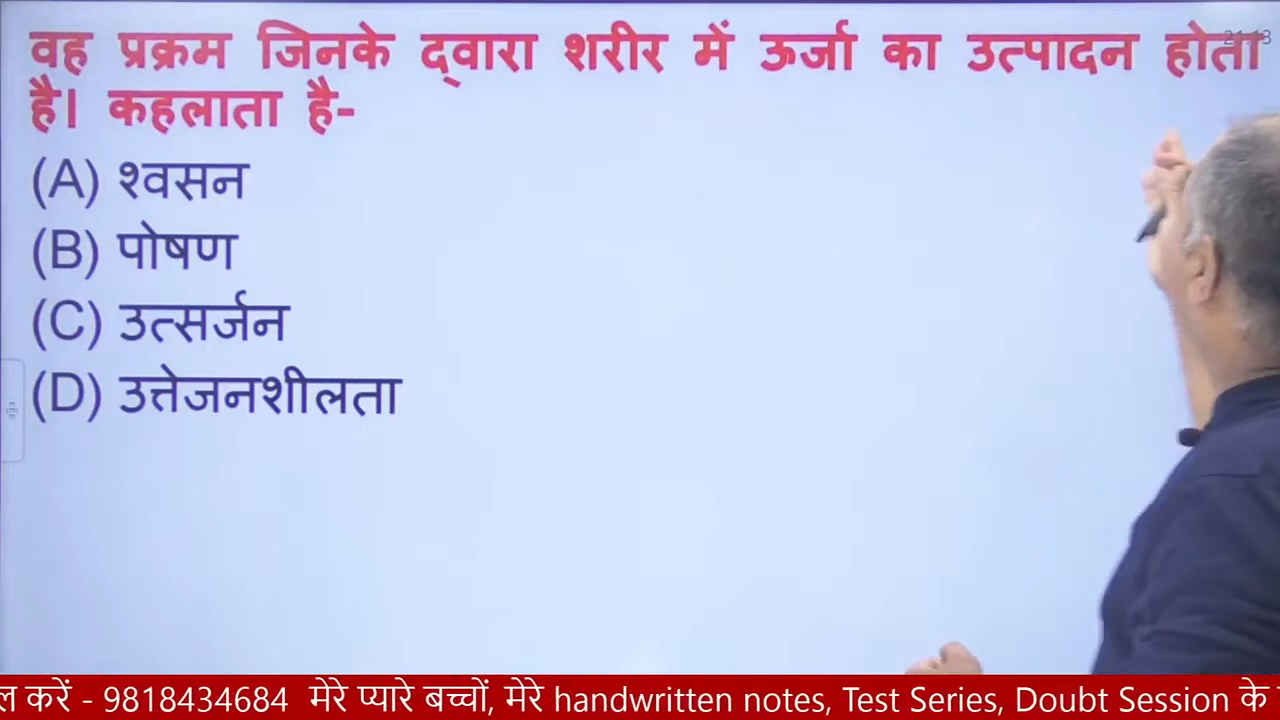 वह प्रक्रम जिनके द्वारा शरीर में ऊर्जा का उत्पादन होता
है। कहलाता है-
(A) श्वसन
(B) पोषण
(C) उत्सर्जन
(D) उत्तेजनशीलता
करें - 9818434684 मेरे प्यारे बच्चों, मेरे handwritten notes, Test Series, Doubt Session के